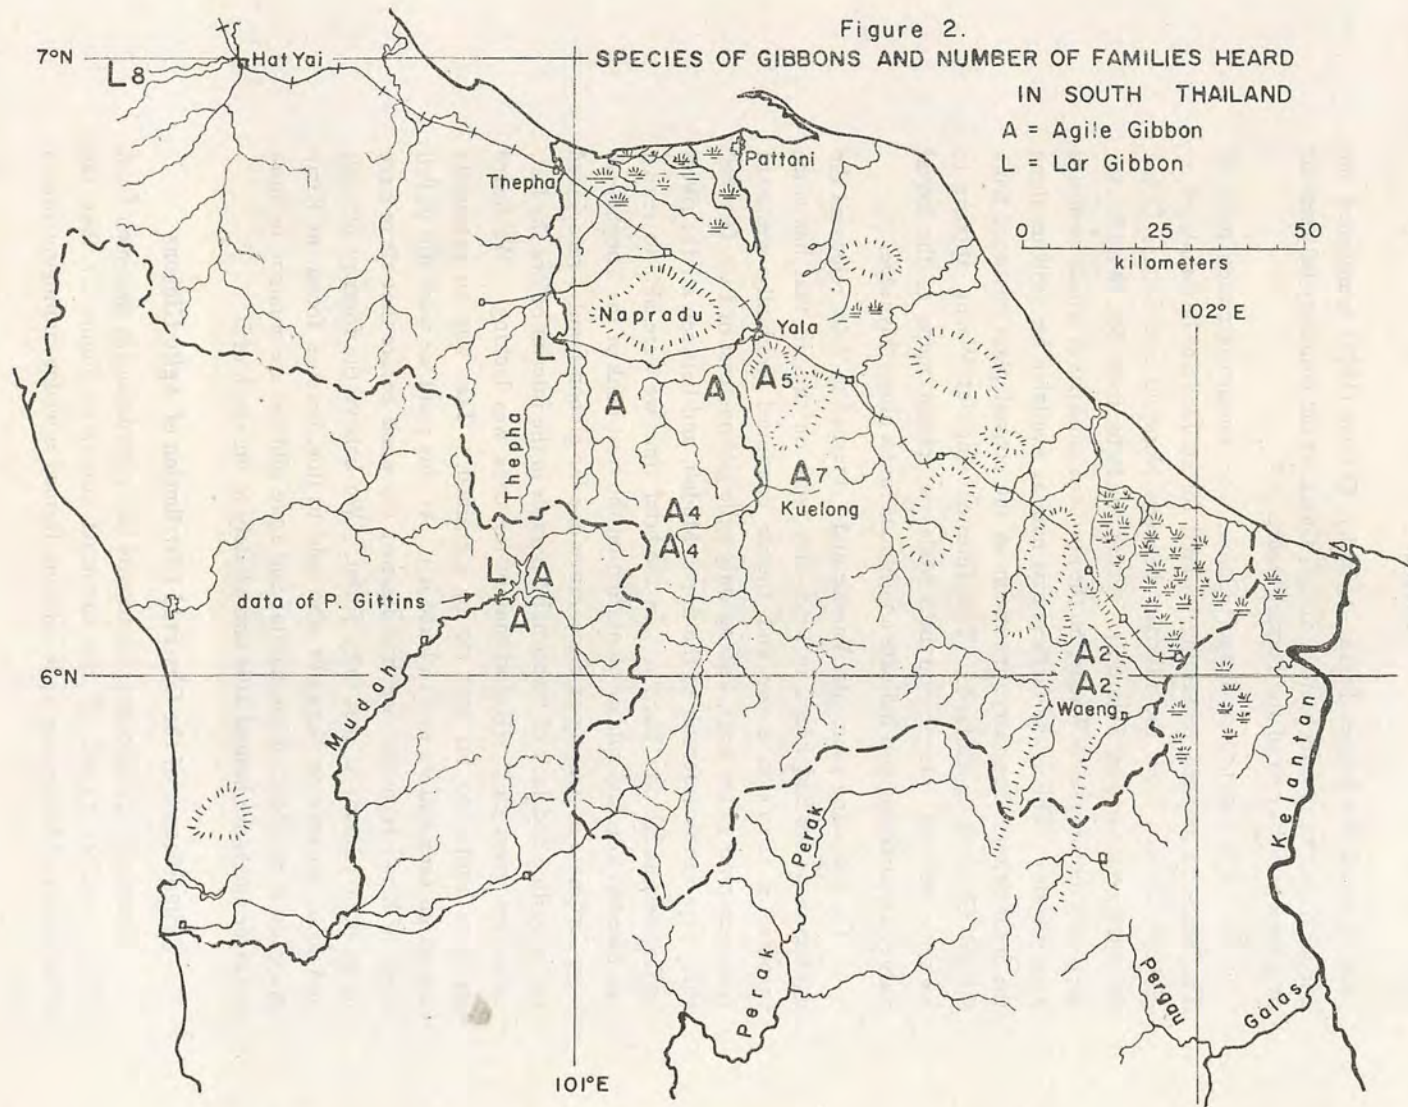 Figure 2.
SPECIES OF GIBBONS AND NUMBER OF FAMILIES HEARD
IN SOUTH THAILAND
A = Agile Gibbon
L = Lar Gibbon
0 25 50
kilometers
7°N
Hat Yai
L8
Pattani
Thepha
102° E
Napradu
Yala
L
A
A
A5
Thepha
A7
Kuelong
A4
A4
L
A
data of P. Gittins
A
6°N
A2
A2
Waeng
Mudah
Kelantan
Perak
Perak
Pergau
Galas
101°E